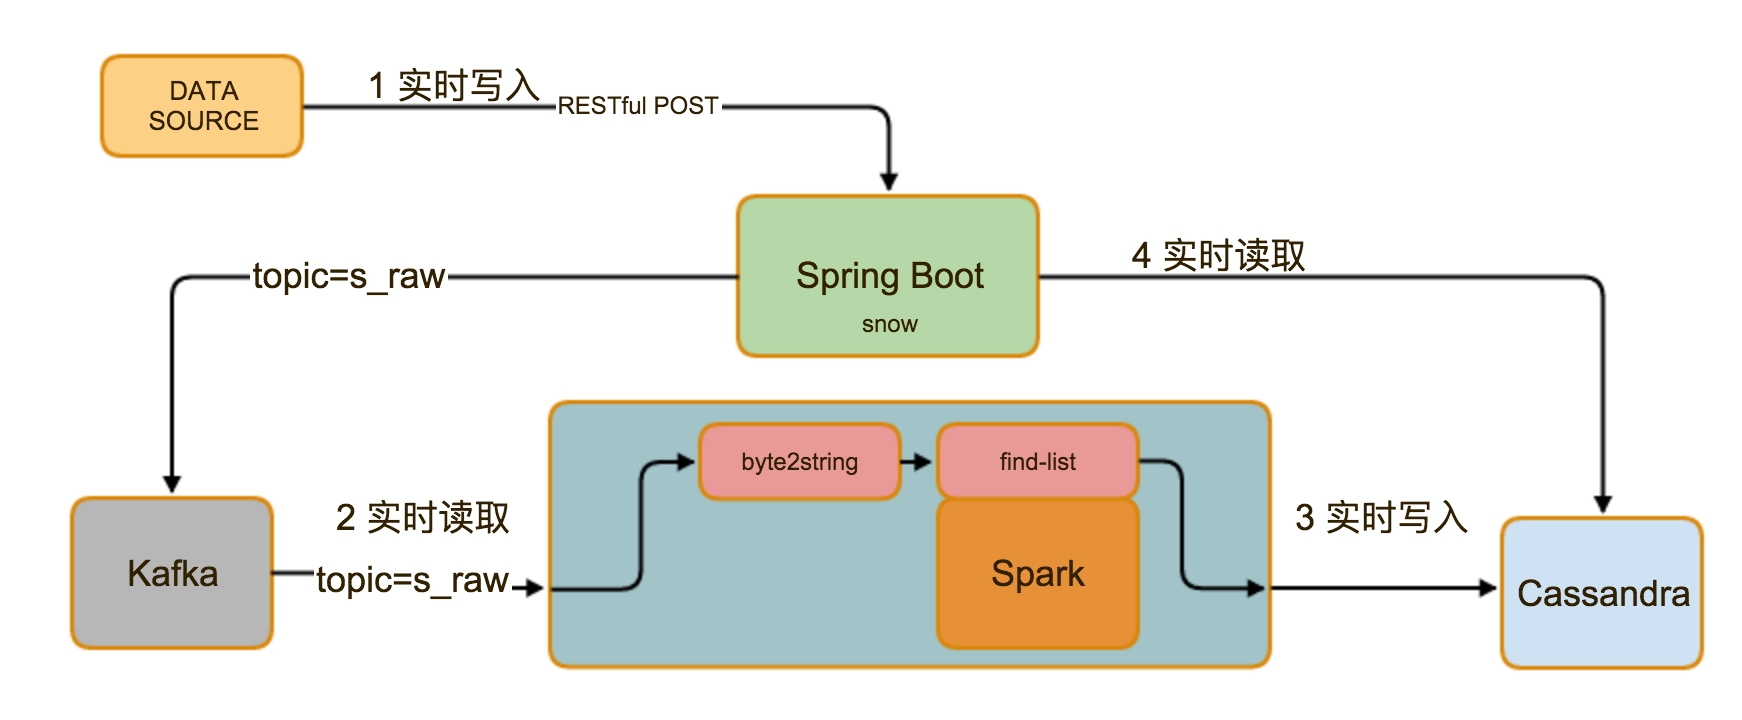 DATA
SOURCE
1 实时写入
RESTful POST
topic=s_raw
Spring Boot
snow
4 实时读取
byte2string
find-list
2 实时读取
3 实时写入
Kafka
topic=s_raw
Spark
Cassandra